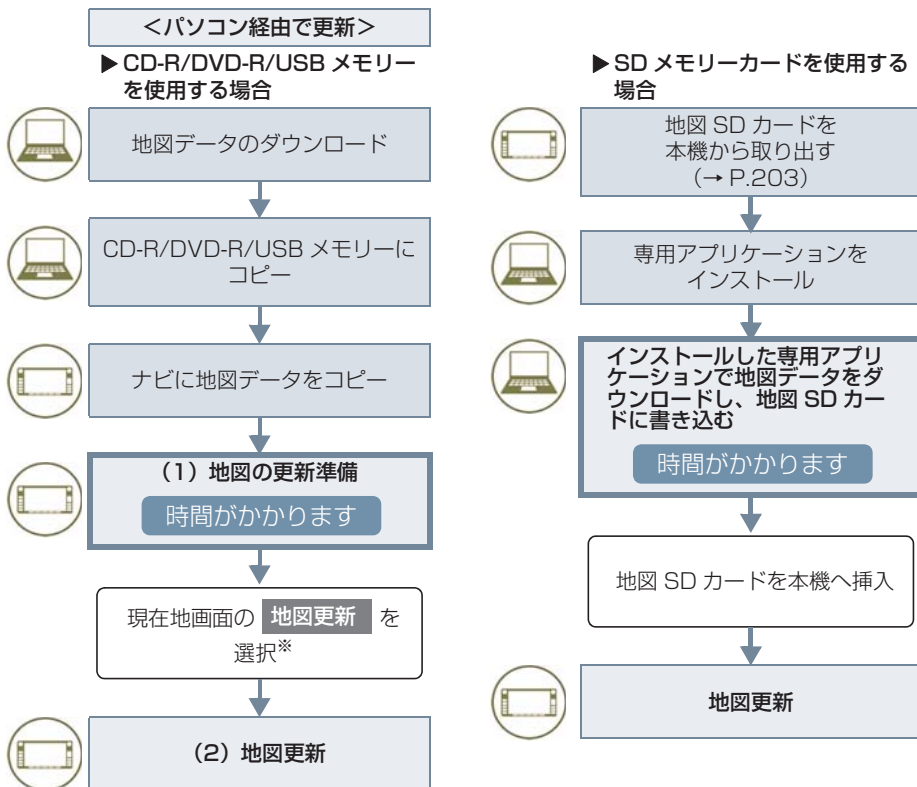 ＜パソコン経由で更新＞
▶ CD-R/DVD-R/USB メモリー
を使用する場合
地図データのダウンロード
CD-R/DVD-R/USB メモリーに
コピー
ナビに地図データをコピー
（1）地図の更新準備
時間がかかります
現在地画面の 地図更新 を
選択※
（2）地図更新
▶ SD メモリーカードを使用する
場合
地図 SD カードを
本機から取り出す
（→ P.203）
専用アプリケーションを
インストール
インストールした専用アプリ
ケーションで地図データをダ
ウンロードし、地図 SD カー
ドに書き込む
時間がかかります
地図 SD カードを本機へ挿入
地図更新